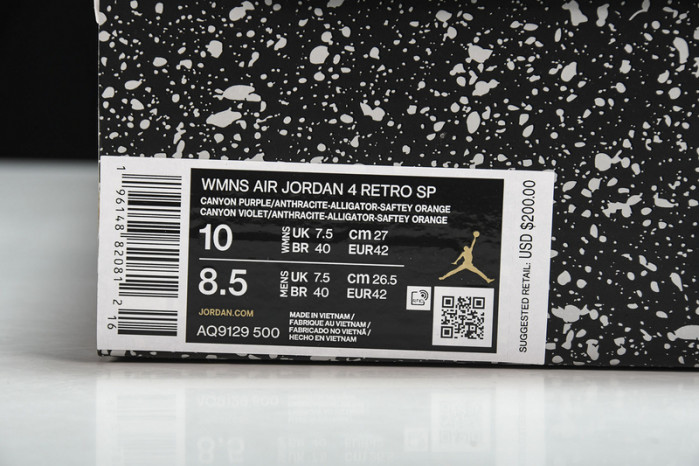 WMNS AIR JORDAN 4 RETRO SP
CANYON PURPLE/ANTHRACITE-ALLIGATOR-SAFTEY ORANGE
CANYON VIOLET/ANTHRACITE-ALLIGATOR-SAFTEY ORANGE
10 WMNS UK 7.5 cm 27
BR 40 EUR42
8.5 MENS UK 7.5 cm 26.5
BR 40 EUR42
JORDAN.COM
AQ9129 500
MADE IN VIETNAM /
FABRIQUE AU VIETNAM /
FABRICADO NO VIETNÃ /
HECHO EN VIETNAM
1 96148 82081 2 16
SUGGESTED RETAIL: USD $200.00